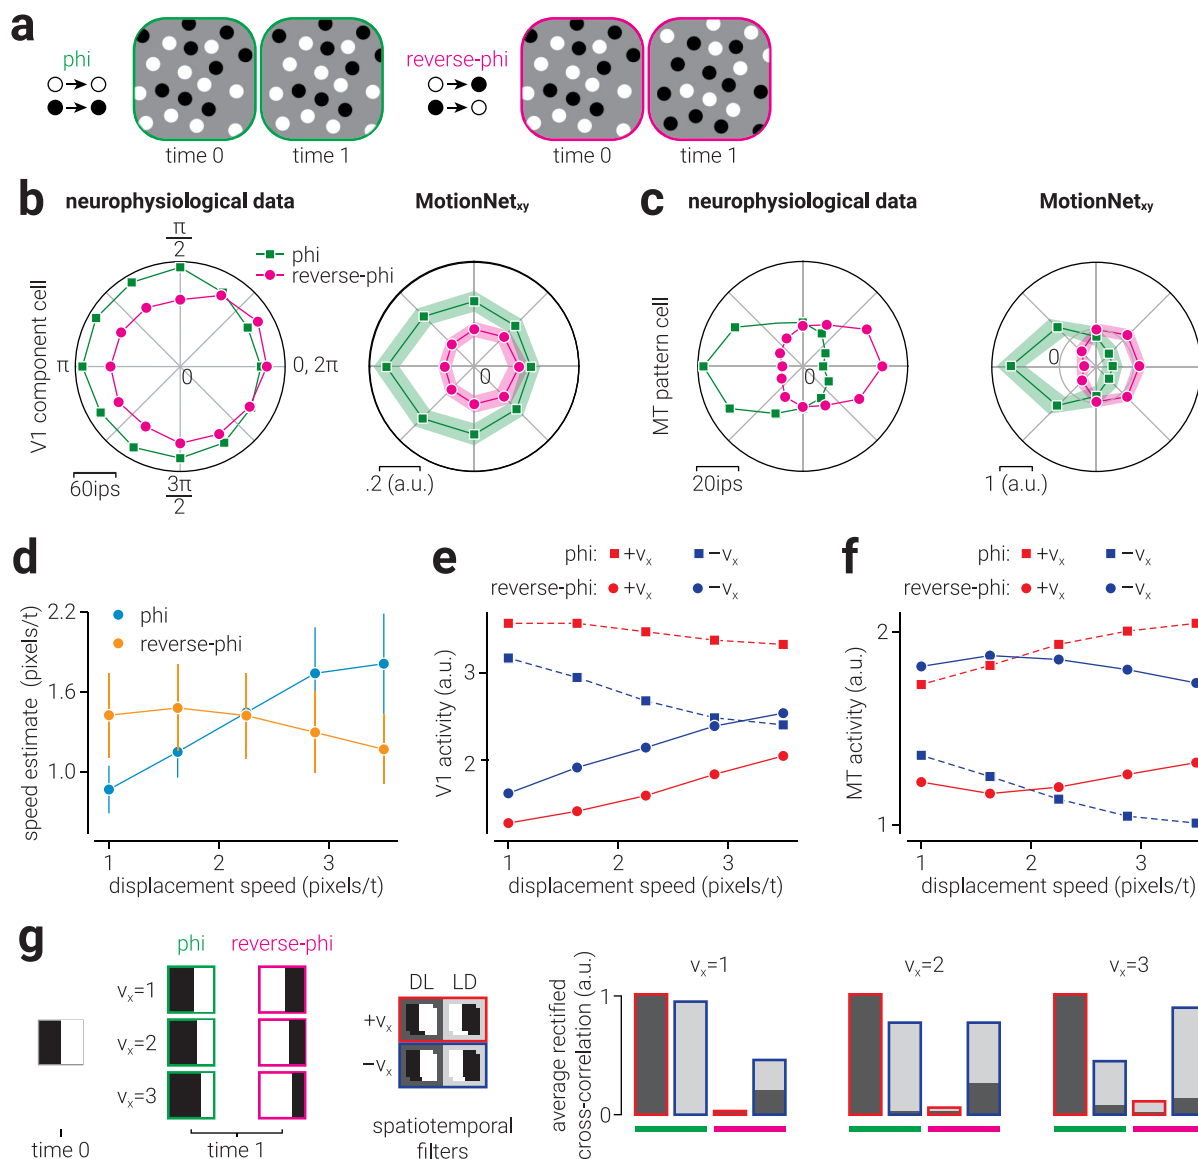 a
phi
reverse-phi
time 0
time 1
time 0
time 1
b
neurophysiological data
MotionNetxy
c
neurophysiological data
MotionNetxy
π
2
phi
reverse-phi
V1 component cell
π
0
0, 2π
0
MT pattern cell
0
0
60ips
3π
2
.2 (a.u.)
20ips
1 (a.u.)
d
e
phi: +vx −vx
reverse-phi: +vx −vx
f
phi: +vx −vx
reverse-phi: +vx −vx
speed estimate (pixels/t)
2.2
1.6
1.0
phi
reverse-phi
1
2
3
displacement speed (pixels/t)
V1 activity (a.u.)
3
2
1
2
3
displacement speed (pixels/t)
MT activity (a.u.)
2
1
1
2
3
displacement speed (pixels/t)
g
phi
reverse-phi
vx=1
vx=2
vx=3
time 0
time 1
DL
LD
+vx
−vx
spatiotemporal
filters
average rectified
cross-correlation (a.u.)
1
0
vx=1
vx=2
vx=3